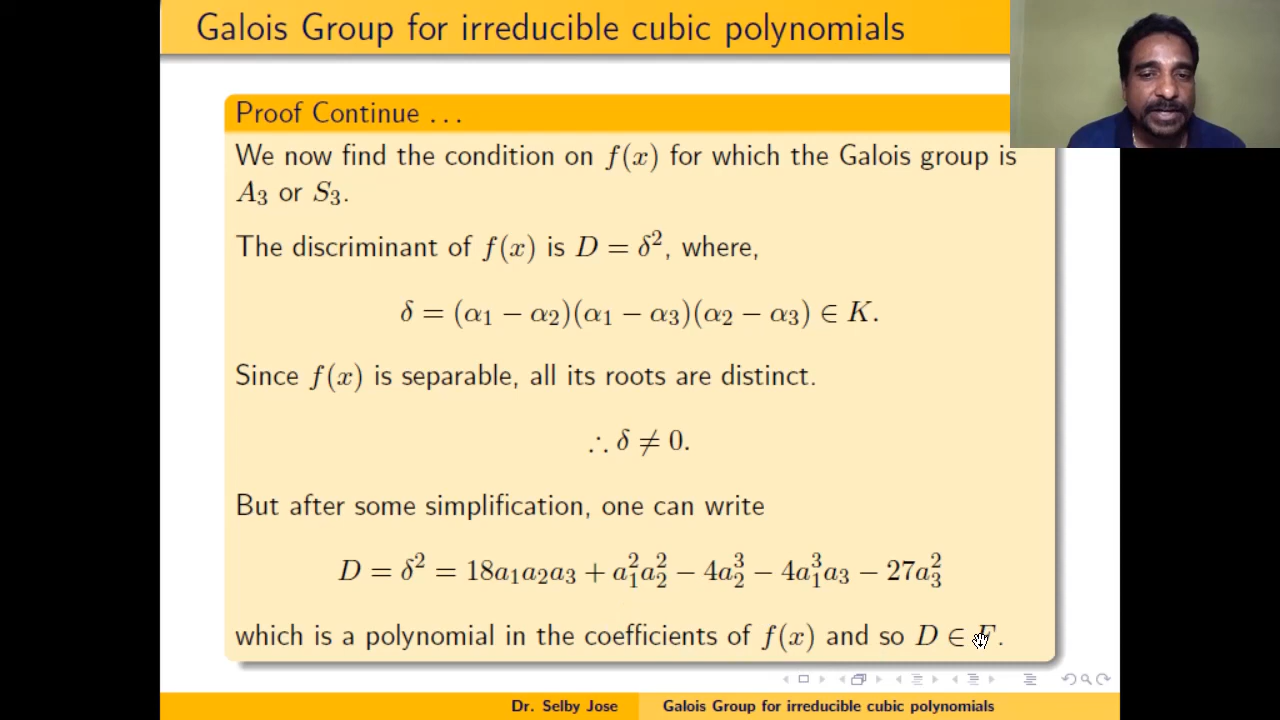 Galois Group for irreducible cubic polynomials
Proof Continue . . .
We now find the condition on f(x) for which the Galois group is
A₃ or S₃.
The discriminant of f(x) is D = δ², where,
δ = (α₁ − α₂)(α₁ − α₃)(α₂ − α₃) ∈ K.
Since f(x) is separable, all its roots are distinct.
∴ δ ≠ 0.
But after some simplification, one can write
D = δ² = 18a₁a₂a₃ + a₁²a₂² − 4a₂³ − 4a₁³a₃ − 27a₃²
which is a polynomial in the coefficients of f(x) and so D ∈ F.
Dr. Selby Jose
Galois Group for irreducible cubic polynomials